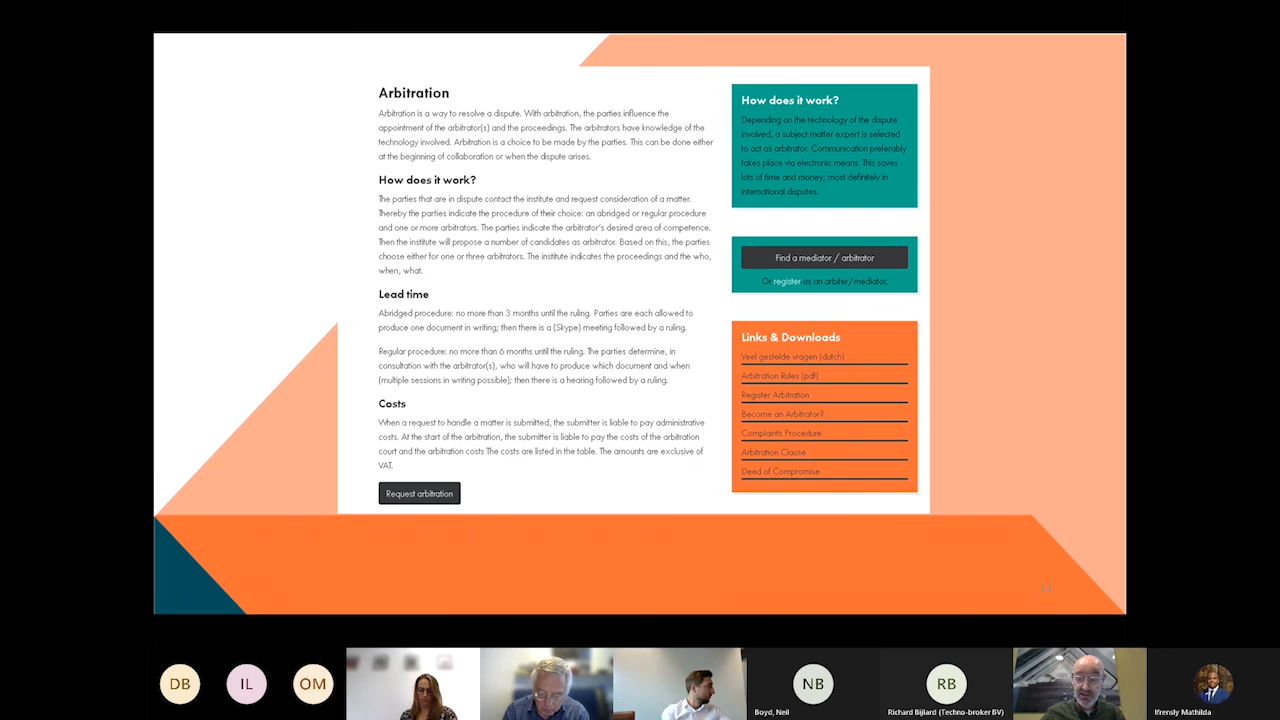 Arbitration
Arbitration is a way to resolve a dispute. With arbitration, the parties influence the
appointment of the arbitrator(s) and the proceedings. The arbitrators have knowledge of the
technology involved. Arbitration is a choice to be made by the parties. This can be done either
at the beginning of collaboration or when the dispute arises.
How does it work?
The parties that are in dispute contact the institute and request consideration of a matter.
Thereby the parties indicate the procedure of their choice: an abridged or regular procedure
and one or more arbitrators. The parties indicate the arbitrator's desired area of competence.
Then the institute will propose a number of candidates as arbitrator. Based on this, the parties
choose either for one or three arbitrators. The institute indicates the proceedings and the who,
when, what.
Lead time
Abridged procedure: no more than 3 months until the ruling. Parties are each allowed to
produce one document in writing; then there is a (Skype) meeting followed by a ruling.
Regular procedure: no more than 6 months until the ruling. The parties determine, in
consultation with the arbitrator(s), who will have to produce which document and when
(multiple sessions in writing possible); then there is a hearing followed by a ruling.
Costs
When a request to handle a matter is submitted, the submitter is liable to pay administrative
costs. At the start of the arbitration, the submitter is liable to pay the costs of the arbitration
court and the arbitration costs The costs are listed in the table. The amounts are exclusive of
VAT.
Request arbitration
How does it work?
Depending on the technology of the dispute
involved, a subject matter expert is selected
to act as arbitrator. Communication preferably
takes place via electronic means. This saves
lots of time and money; most definitely in
international disputes.
Find a mediator / arbitrator
Or register as an arbiter/mediator.
Links & Downloads
Veel gestelde vragen (dutch)
Arbitration Rules (pdf)
Register Arbitration
Become an Arbitrator?
Complaints Procedure
Arbitration Clause
Deed of Compromise
DB
IL
OM
NB
RB
Boyd, Neil
Richard Bijlard (Techno-broker BV)
Ifrensly Mathilda